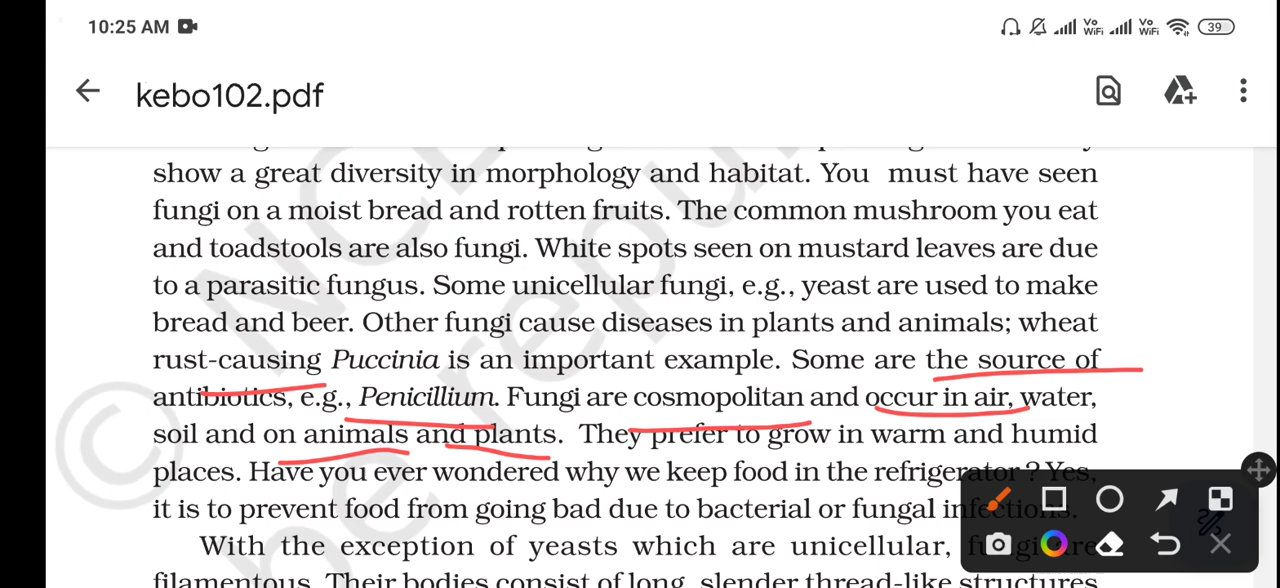 10:25 AM
Vo WiFi Vo WiFi 39
kebo102.pdf
show a great diversity in morphology and habitat. You must have seen
fungi on a moist bread and rotten fruits. The common mushroom you eat
and toadstools are also fungi. White spots seen on mustard leaves are due
to a parasitic fungus. Some unicellular fungi, e.g., yeast are used to make
bread and beer. Other fungi cause diseases in plants and animals; wheat
rust-causing Puccinia is an important example. Some are the source of
antibiotics, e.g., Penicillium. Fungi are cosmopolitan and occur in air, water,
soil and on animals and plants. They prefer to grow in warm and humid
places. Have you ever wondered why we keep food in the refrigerator ? Yes,
it is to prevent food from going bad due to bacterial or fungal infections.
With the exception of yeasts which are unicellular, fungi are
filamentous. Their bodies consist of long, slender thread-like structures